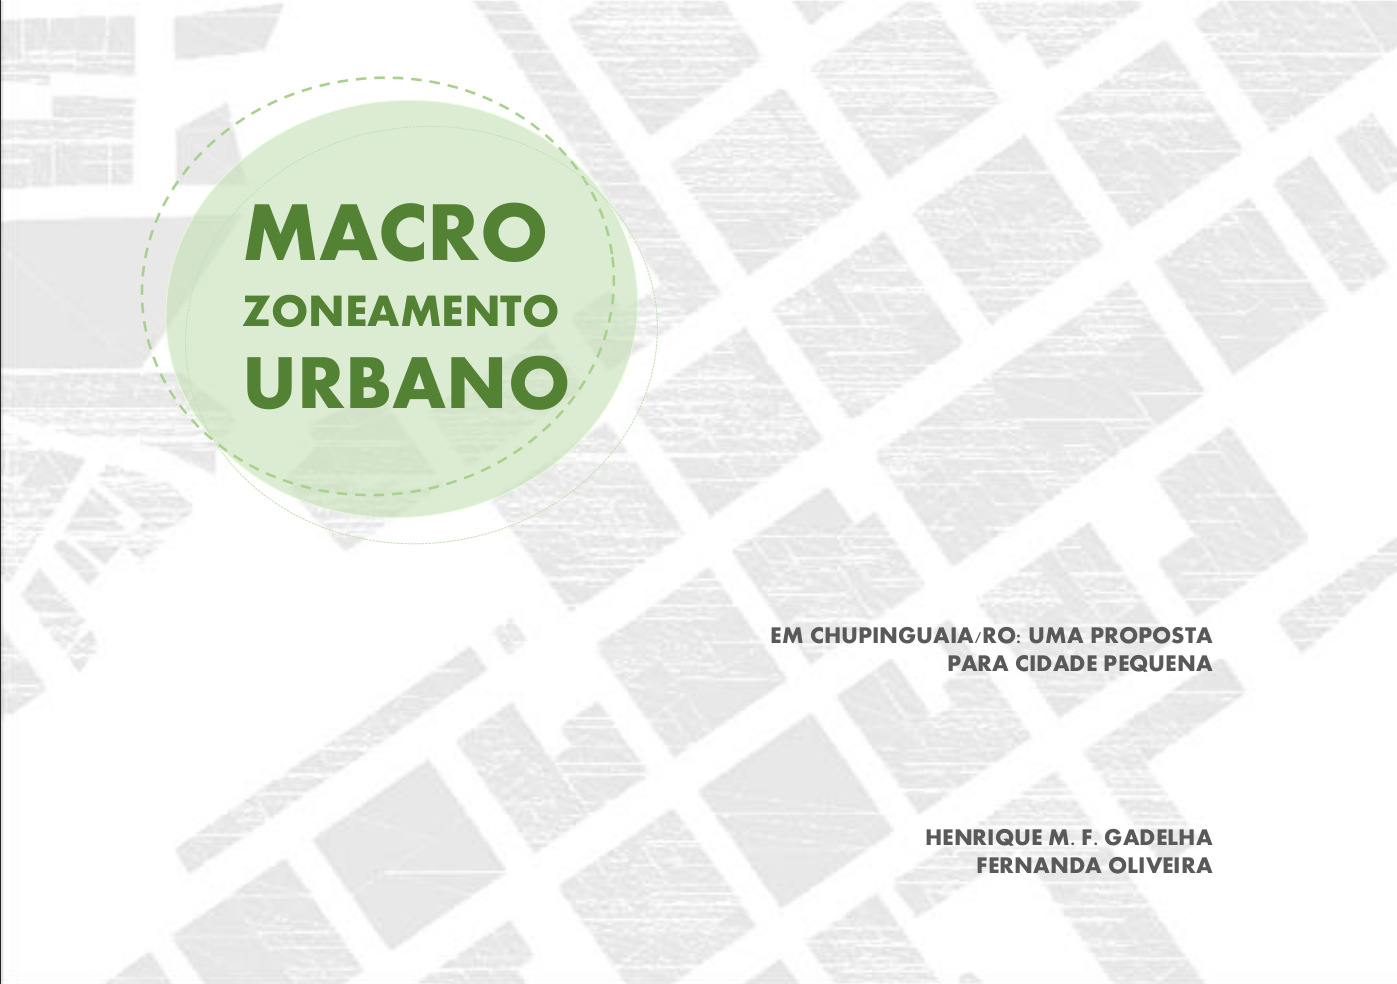 MACRO
ZONEAMENTO
URBANO
EM CHUPINGUAIA/RO: UMA PROPOSTA
PARA CIDADE PEQUENA
HENRIQUE M. F. GADELHA
FERNANDA OLIVEIRA